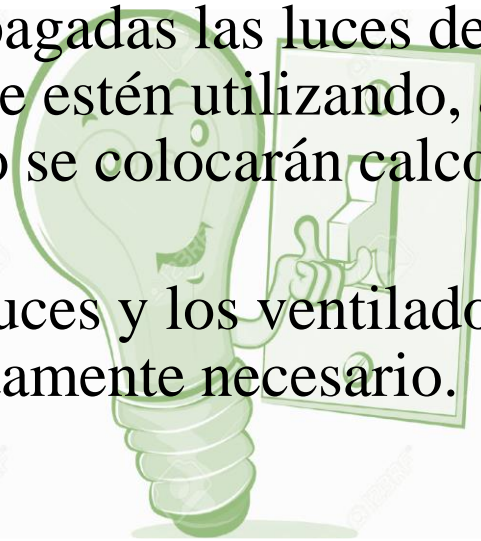 pagadas las luces de
e estén utilizando,
o se colocarán calco
uces y los ventilado
amente necesario.